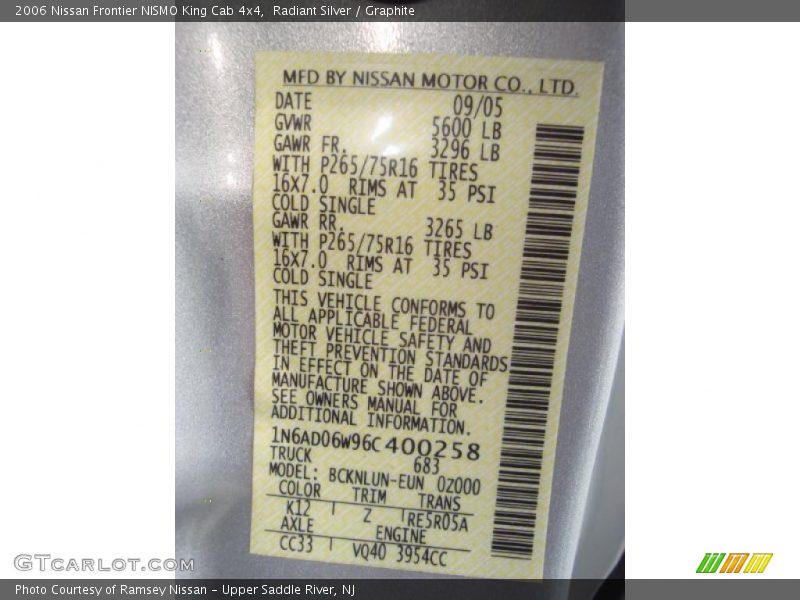 2006 Nissan Frontier NISMO King Cab 4x4,  Radiant Silver / Graphite
MFD BY NISSAN MOTOR CO., LTD.
DATE 09/05
GVWR 5600 LB
GAWR FR. 3296 LB
WITH P265/75R16 TIRES
16X7.0 RIMS AT 35 PSI
COLD SINGLE
GAWR RR. 3265 LB
WITH P265/75R16 TIRES
16X7.0 RIMS AT 35 PSI
COLD SINGLE
THIS VEHICLE CONFORMS TO
ALL APPLICABLE FEDERAL
MOTOR VEHICLE SAFETY AND
THEFT PREVENTION STANDARDS
IN EFFECT ON THE DATE OF
MANUFACTURE SHOWN ABOVE.
SEE OWNERS MANUAL FOR
ADDITIONAL INFORMATION.
1N6AD06W96C400258
TRUCK 683
MODEL: BCKNLUN-EUN 0Z000
COLOR TRIM TRANS
K12 Z RE5R05A
AXLE ENGINE
CC33 VQ40 3954CC
GTCARLOT.COM
Photo Courtesy of Ramsey Nissan - Upper Saddle River, NJ